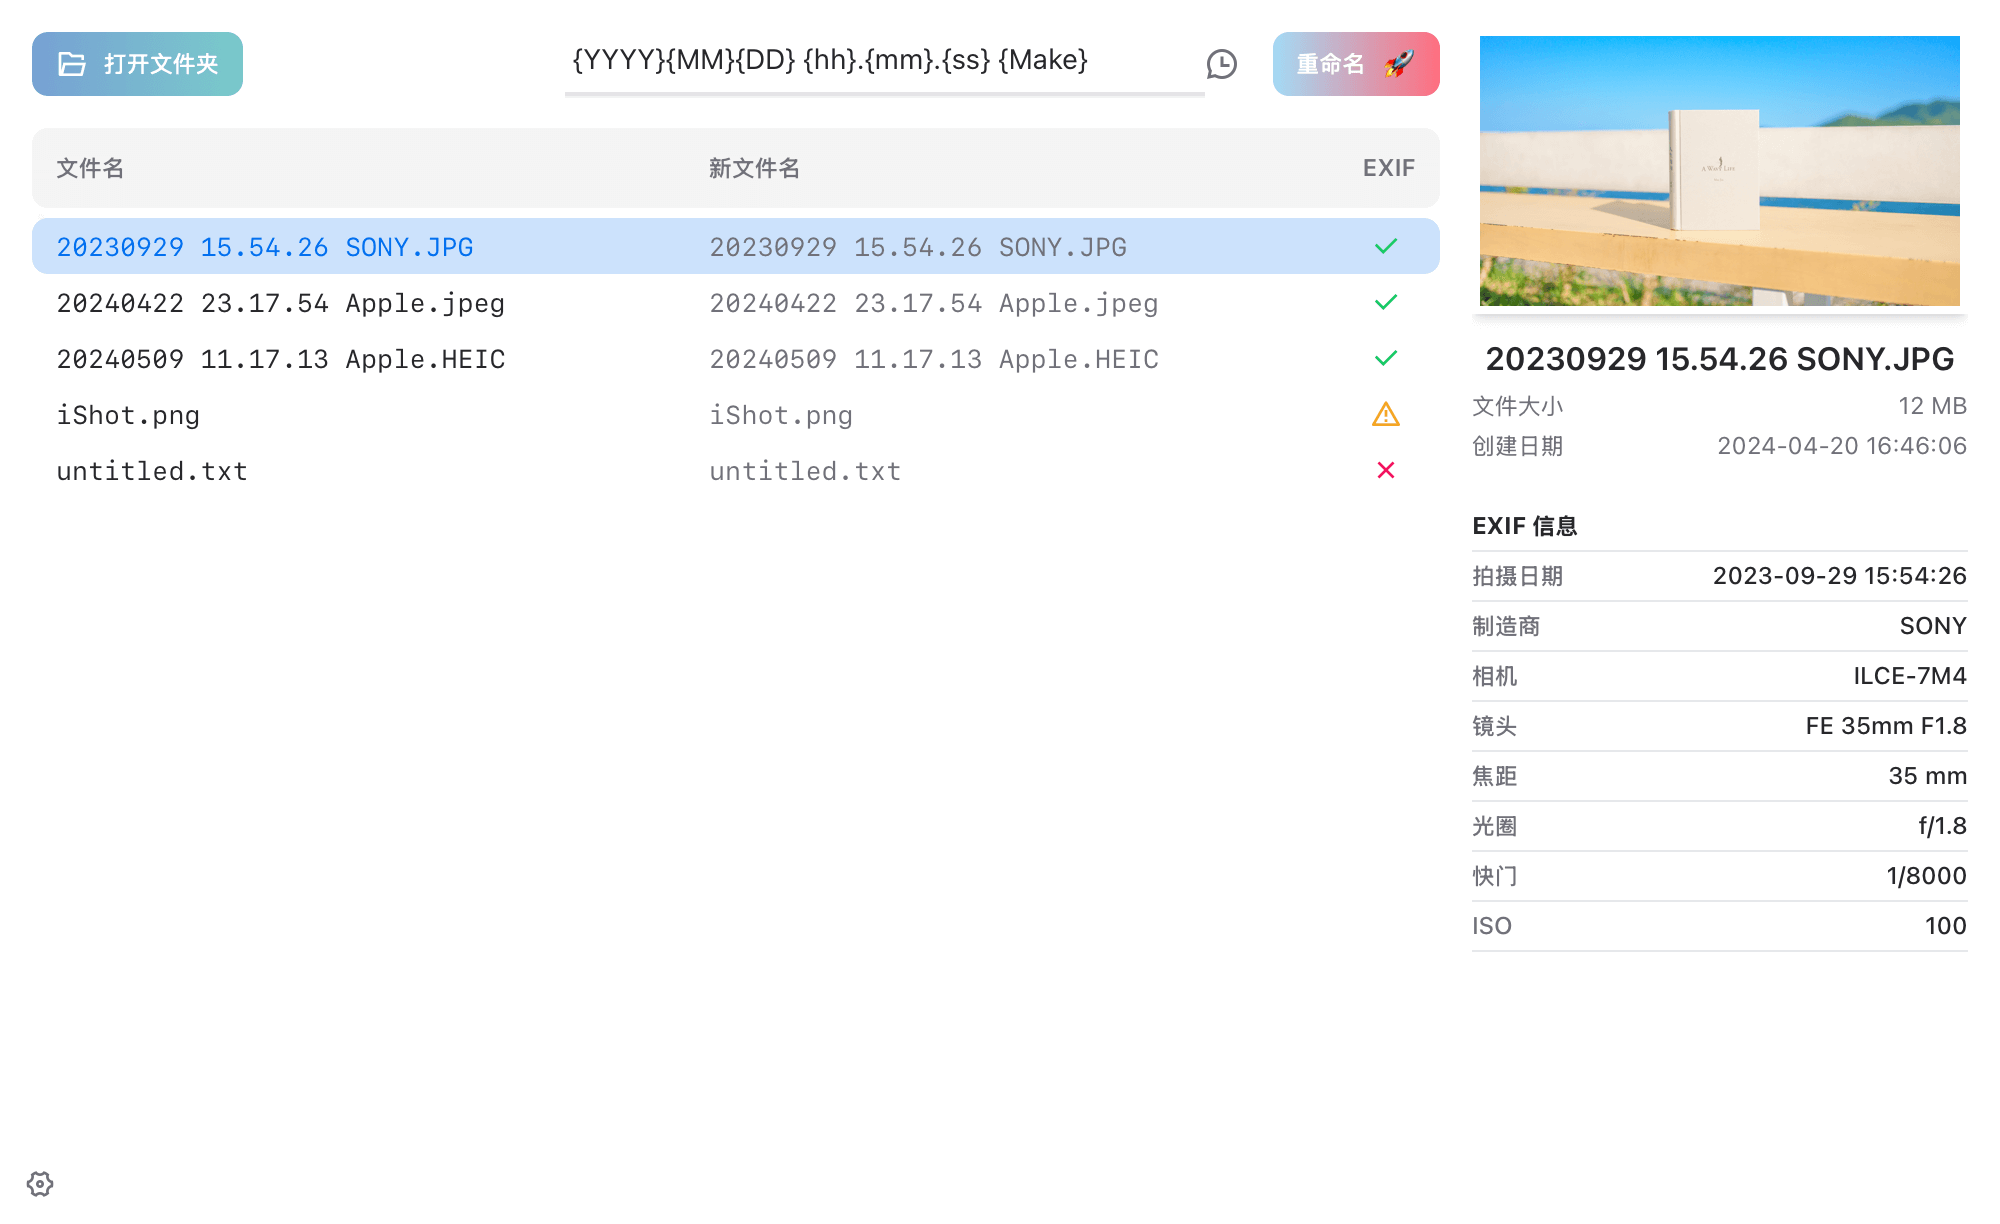 打开文件夹
{YYYY}{MM}{DD} {hh}.{mm}.{ss} {Make}
重命名 🚀
文件名 新文件名 EXIF
20230929 15.54.26 SONY.JPG 20230929 15.54.26 SONY.JPG
20240422 23.17.54 Apple.jpeg 20240422 23.17.54 Apple.jpeg
20240509 11.17.13 Apple.HEIC 20240509 11.17.13 Apple.HEIC
iShot.png iShot.png
untitled.txt untitled.txt
20230929 15.54.26 SONY.JPG
文件大小 12 MB
创建日期 2024-04-20 16:46:06
EXIF 信息
拍摄日期 2023-09-29 15:54:26
制造商 SONY
相机 ILCE-7M4
镜头 FE 35mm F1.8
焦距 35 mm
光圈 f/1.8
快门 1/8000
ISO 100